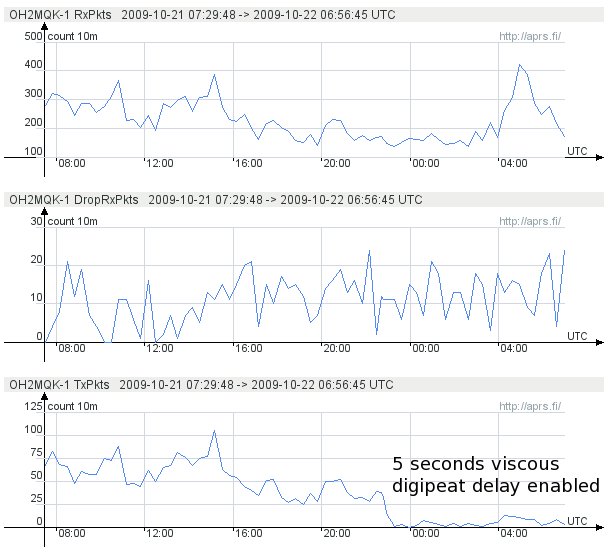 OH2MQK-1 RxPkts 2009-10-21 07:29:48 -> 2009-10-22 06:56:45 UTC
500 count 10m http://aprs.fi/
400
300
200
100 UTC
08:00 12:00 16:00 20:00 00:00 04:00
OH2MQK-1 DropRxPkts 2009-10-21 07:29:48 -> 2009-10-22 06:56:45 UTC
30 count 10m http://aprs.fi/
20
10
0 UTC
08:00 12:00 16:00 20:00 00:00 04:00
OH2MQK-1 TxPkts 2009-10-21 07:29:48 -> 2009-10-22 06:56:45 UTC
125 count 10m http://aprs.fi/
100
75
5 seconds viscous
50
digipeat delay enabled
25
0 UTC
08:00 12:00 16:00 20:00 00:00 04:00